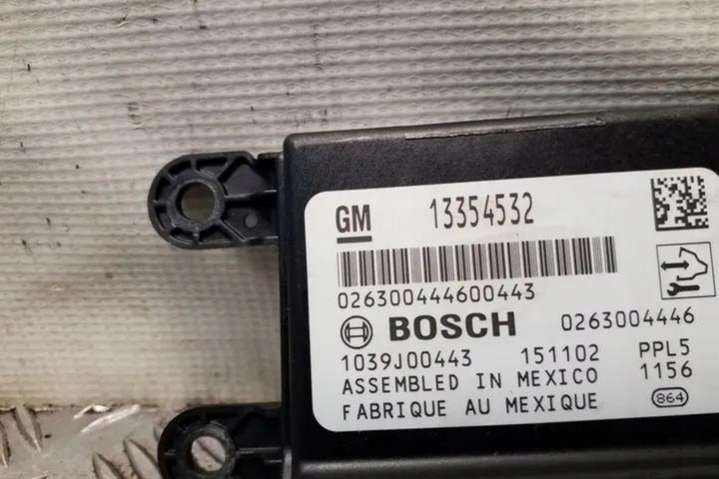 GM 13354532
026300444600443
BOSCH 0263004446
1039J00443 151102 PPL5
ASSEMBLED IN MEXICO 1156
FABRIQUE AU MEXIQUE 864